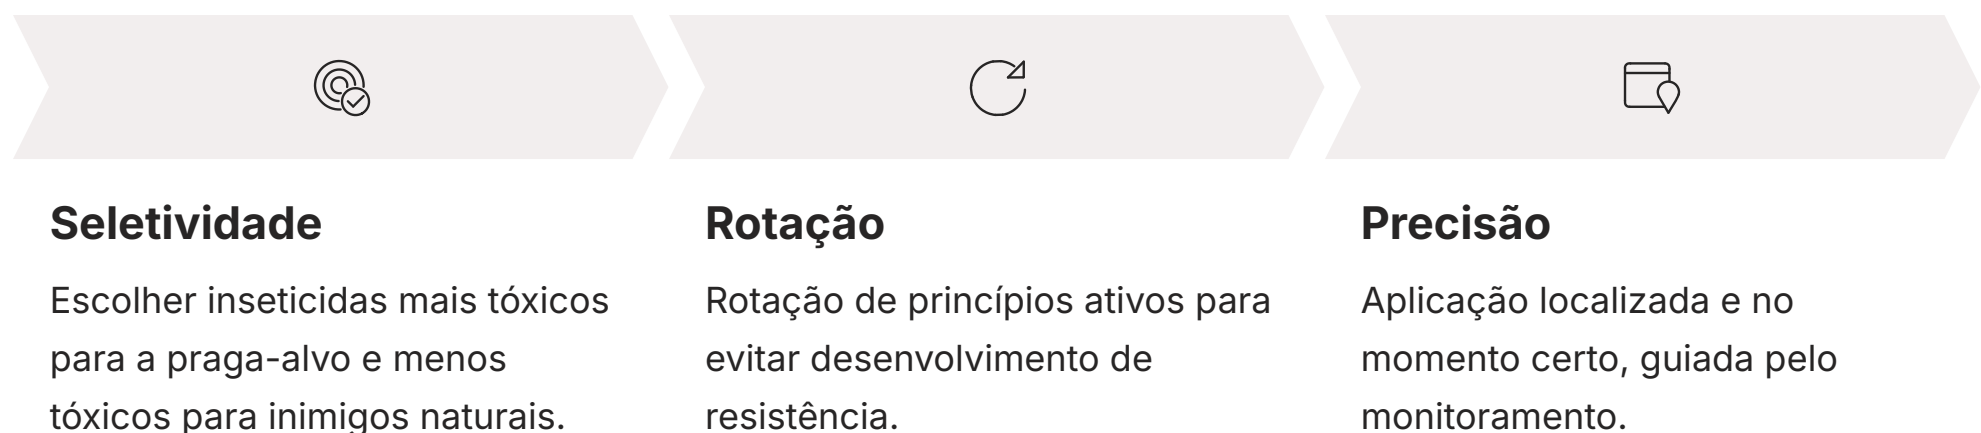 Seletividade
Escolher inseticidas mais tóxicos
para a praga-alvo e menos
tóxicos para inimigos naturais.
Rotação
Rotação de princípios ativos para
evitar desenvolvimento de
resistência.
Precisão
Aplicação localizada e no
momento certo, guiada pelo
monitoramento.